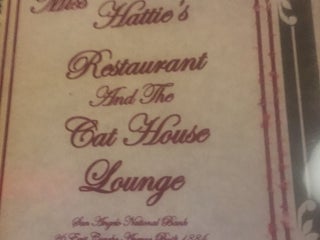 Miss Hattie's
Restaurant
And The
Cat House
Lounge
San Angelo National Bank